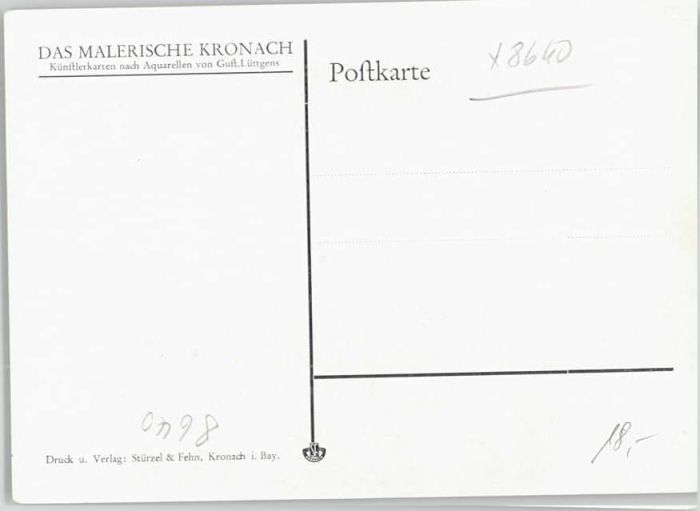 DAS MALERISCHE KRONACH
Künſtlerkarten nach Aquarellen von Guſt. Lüttgens
Poſtkarte
x8640
8640
Druck u. Verlag: Stürzel & Fehn, Kronach i. Bay.
18,-